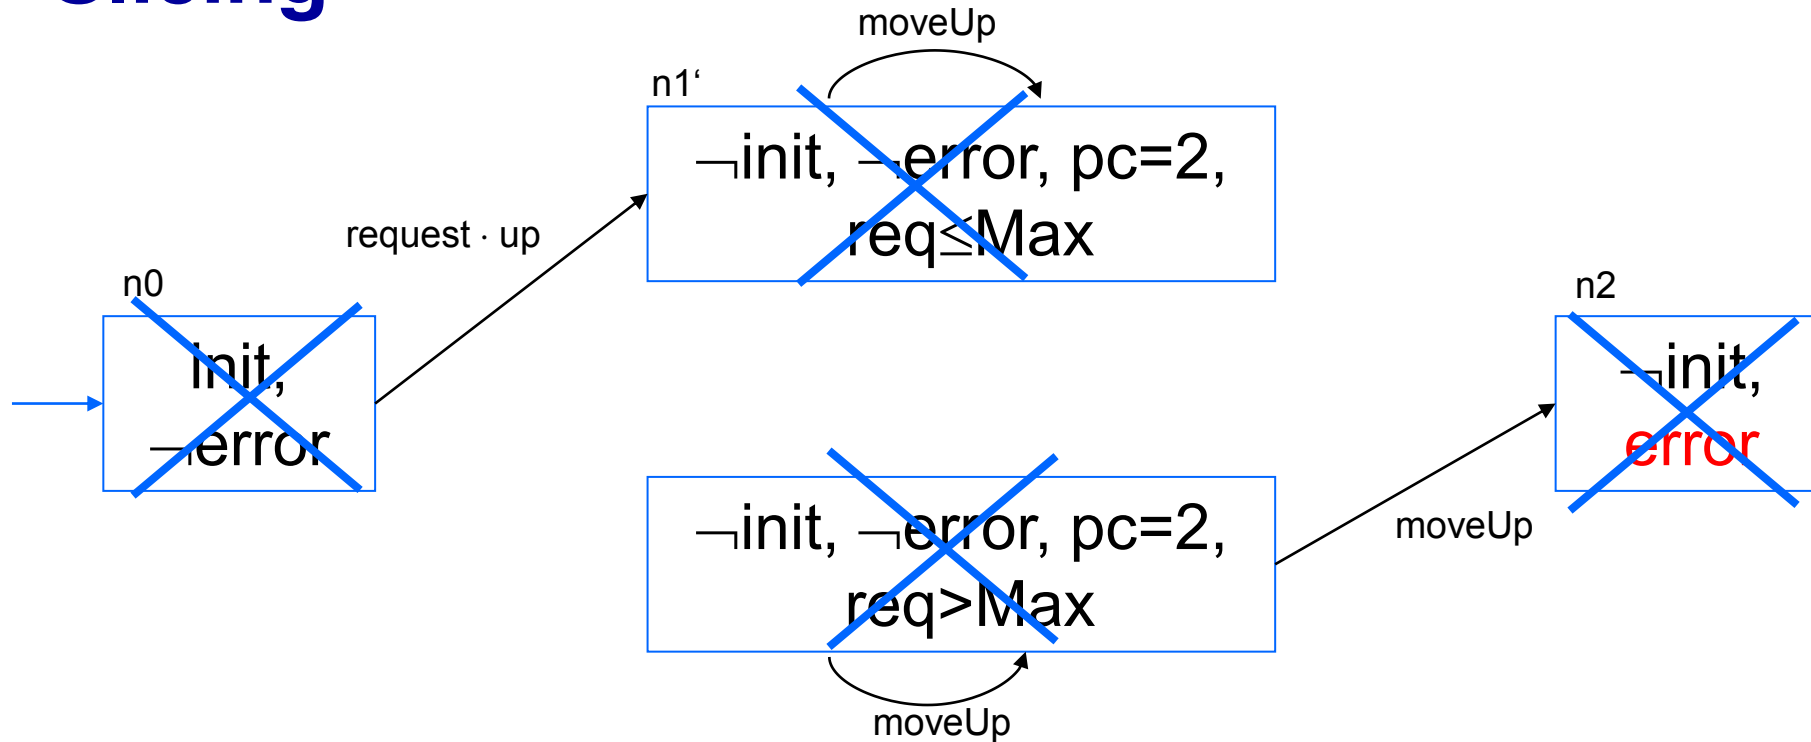 Slicing
moveUp
n1‘
¬init, ¬error, pc=2,
req≤Max
request · up
n0
init,
¬error
n2
¬init,
error
¬init, ¬error, pc=2,
req>Max
moveUp
moveUp